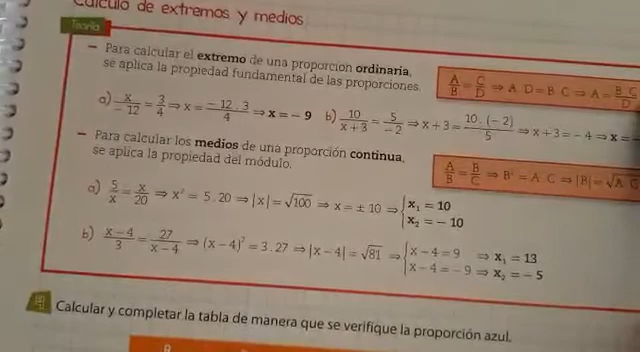 Cálculo de extremos y medios
Teoría
– Para calcular el extremo de una proporción ordinaria,
se aplica la propiedad fundamental de las proporciones.
A/B = C/D ⇒ A . D = B . C ⇒ A = B . C/D
a) x/–12 = 3/4 ⇒ x = –12 . 3/4 ⇒ x = – 9 b) 10/x + 3 = 5/–2 ⇒ x + 3 = 10 . (–2)/5 ⇒ x + 3 = – 4 ⇒ x = –
– Para calcular los medios de una proporción continua,
se aplica la propiedad del módulo.
A/B = B/C ⇒ B² = A . C ⇒ |B| = √A . C
a) 5/x = x/20 ⇒ x² = 5 . 20 ⇒ |x| = √100 ⇒ x = ± 10 ⇒ { x₁ = 10
x₂ = – 10
b) x – 4/3 = 27/x – 4 ⇒ (x – 4)² = 3 . 27 ⇒ |x – 4| = √81 ⇒ { x – 4 = 9 ⇒ x₁ = 13
x – 4 = – 9 ⇒ x₂ = – 5
Calcular y completar la tabla de manera que se verifique la proporción azul.